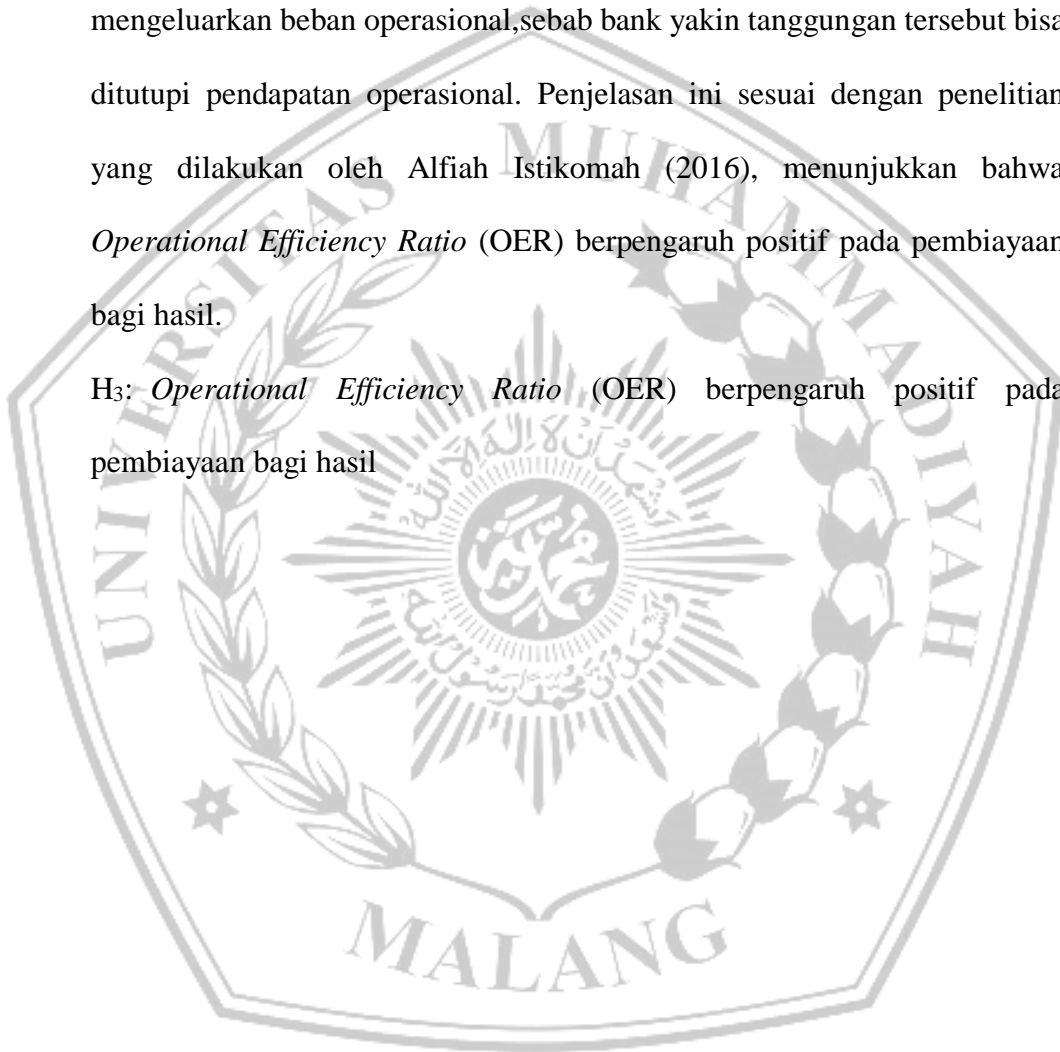 mengeluarkan beban operasional,sebab bank yakin tanggungan tersebut bisa
ditutupi pendapatan operasional. Penjelasan ini sesuai dengan penelitian
yang dilakukan oleh Alfiah Istikomah (2016), menunjukkan bahwa
Operational Efficiency Ratio (OER) berpengaruh positif pada pembiayaan
bagi hasil.
H3: Operational Efficiency Ratio (OER) berpengaruh positif pada
pembiayaan bagi hasil
UNIVERSITAS MUHAMMADIYAH
MALANG